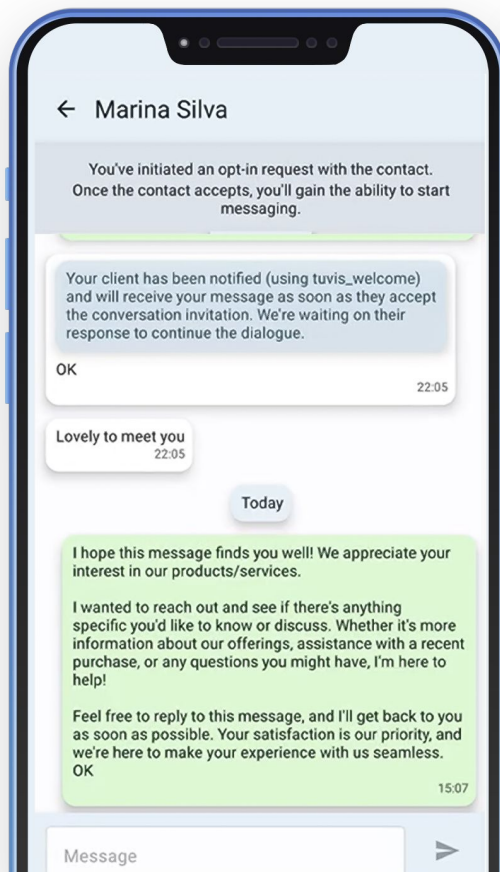 Marina Silva
You've initiated an opt-in request with the contact.
Once the contact accepts, you'll gain the ability to start
messaging.
Your client has been notified (using tuvis_welcome)
and will receive your message as soon as they accept
the conversation invitation. We're waiting on their
response to continue the dialogue.
OK
22:05
Lovely to meet you
22:05
Today
I hope this message finds you well! We appreciate your
interest in our products/services.
I wanted to reach out and see if there's anything
specific you'd like to know or discuss. Whether it's more
information about our offerings, assistance with a recent
purchase, or any questions you might have, I'm here to
help!
Feel free to reply to this message, and I'll get back to you
as soon as possible. Your satisfaction is our priority, and
we're here to make your experience with us seamless.
OK
15:07
Message